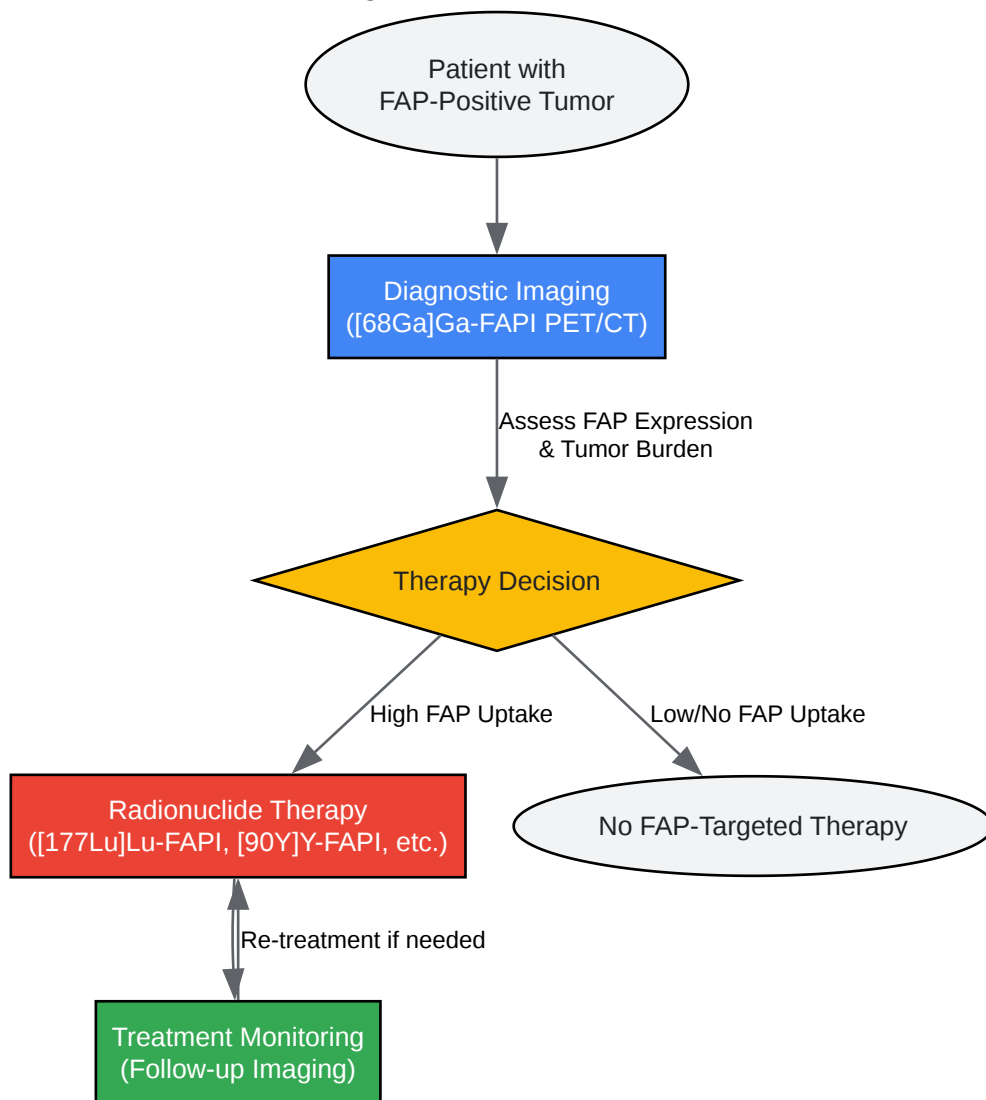 Patient with
FAP-Positive Tumor
Diagnostic Imaging
([68Ga]Ga-FAPI PET/CT)
Assess FAP Expression
& Tumor Burden
Therapy Decision
High FAP Uptake
Low/No FAP Uptake
Radionuclide Therapy
([177Lu]Lu-FAPI, [90Y]Y-FAPI, etc.)
No FAP-Targeted Therapy
Re-treatment if needed
Treatment Monitoring
(Follow-up Imaging)